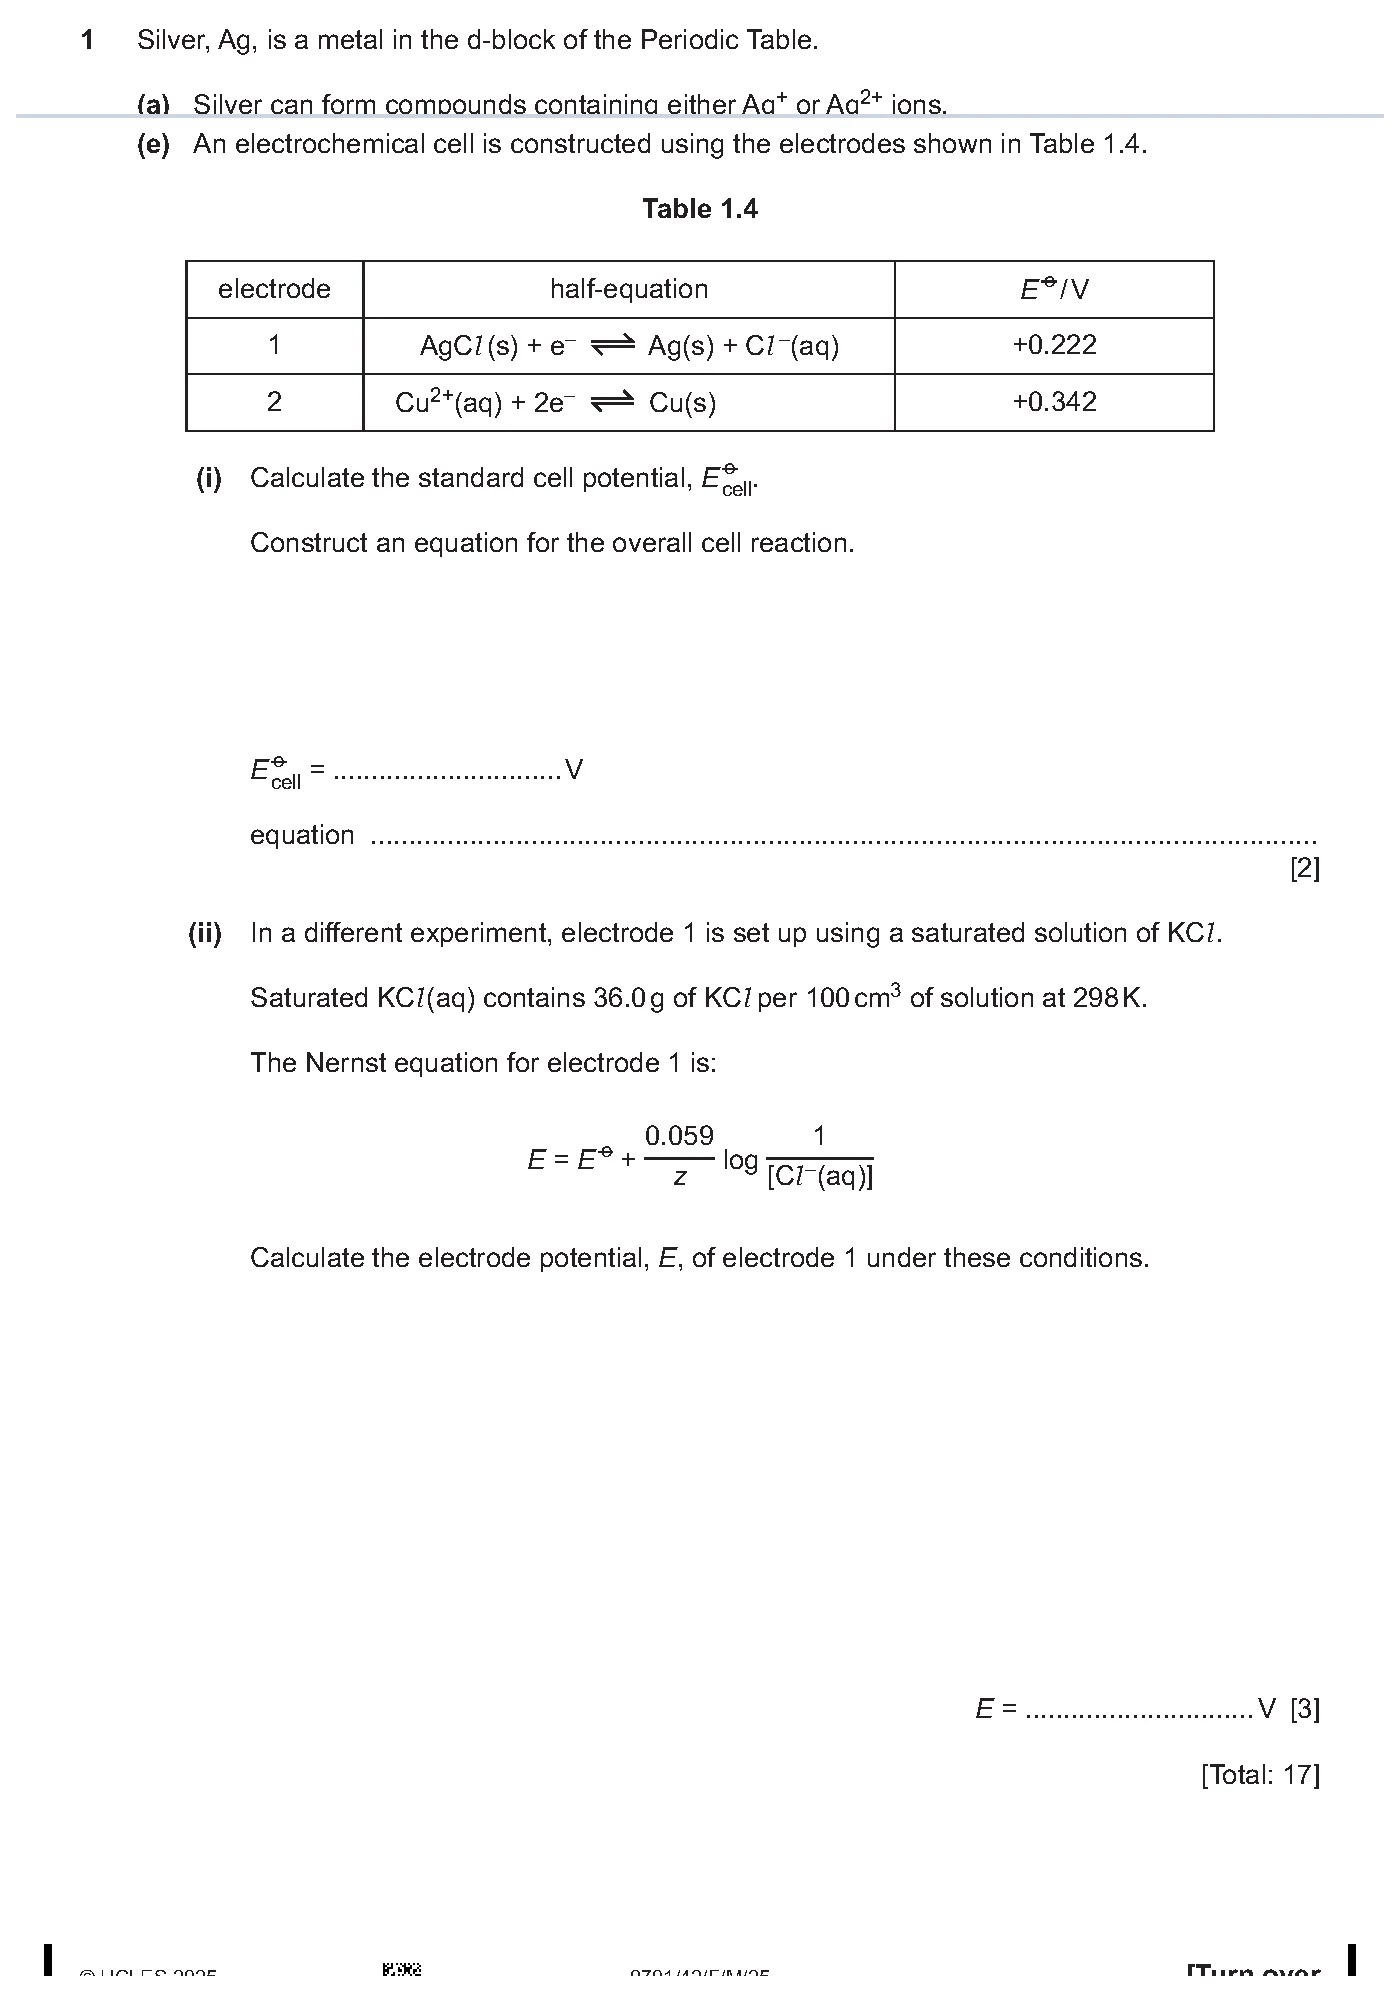 1 Silver, Ag, is a metal in the d-block of the Periodic Table.
(a) Silver can form compounds containing either Ag⁺ or Ag²⁺ ions.
(e) An electrochemical cell is constructed using the electrodes shown in Table 1.4.
Table 1.4
electrode half-equation E⦵/V
1 AgCl(s) + e⁻ ⇌ Ag(s) + Cl⁻(aq) +0.222
2 Cu²⁺(aq) + 2e⁻ ⇌ Cu(s) +0.342
(i) Calculate the standard cell potential, E⦵cell.
Construct an equation for the overall cell reaction.
E⦵cell = .............................. V
equation ..............................................................................................................................
[2]
(ii) In a different experiment, electrode 1 is set up using a saturated solution of KCl.
Saturated KCl(aq) contains 36.0 g of KCl per 100 cm³ of solution at 298 K.
The Nernst equation for electrode 1 is:
E = E⦵ + 0.059/z log 1/[Cl⁻(aq)]
Calculate the electrode potential, E, of electrode 1 under these conditions.
E = .............................. V [3]
[Total: 17]
© UCLES 2025 9701/42/F/M/25 [Turn over